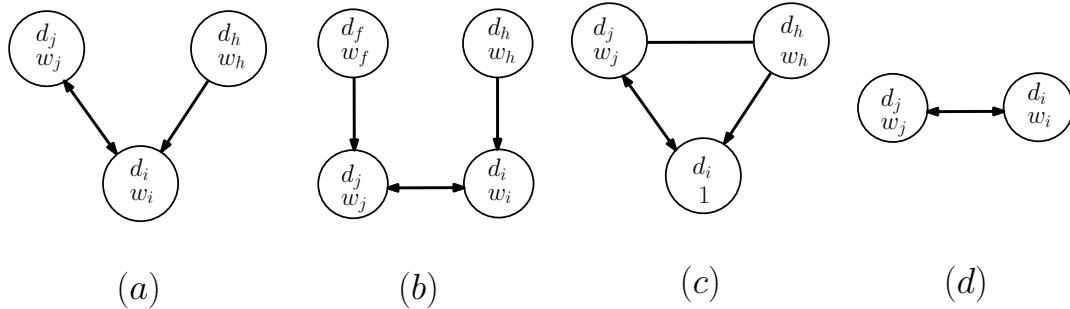 d_j
w_j
d_h
w_h
d_i
w_i
(a)
d_f
w_f
d_h
w_h
d_j
w_j
d_i
w_i
(b)
d_j
w_j
d_h
w_h
d_i
1
(c)
d_j
w_j
d_i
w_i
(d)